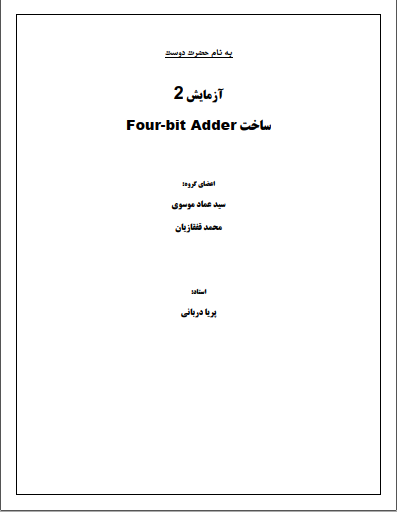 به نام حضرت دوست
آزمایش 2
ساخت Four-bit Adder
اعضای گروه:
سید عماد موسوی
محمد قفقازیان
استاد:
پریا دربانی